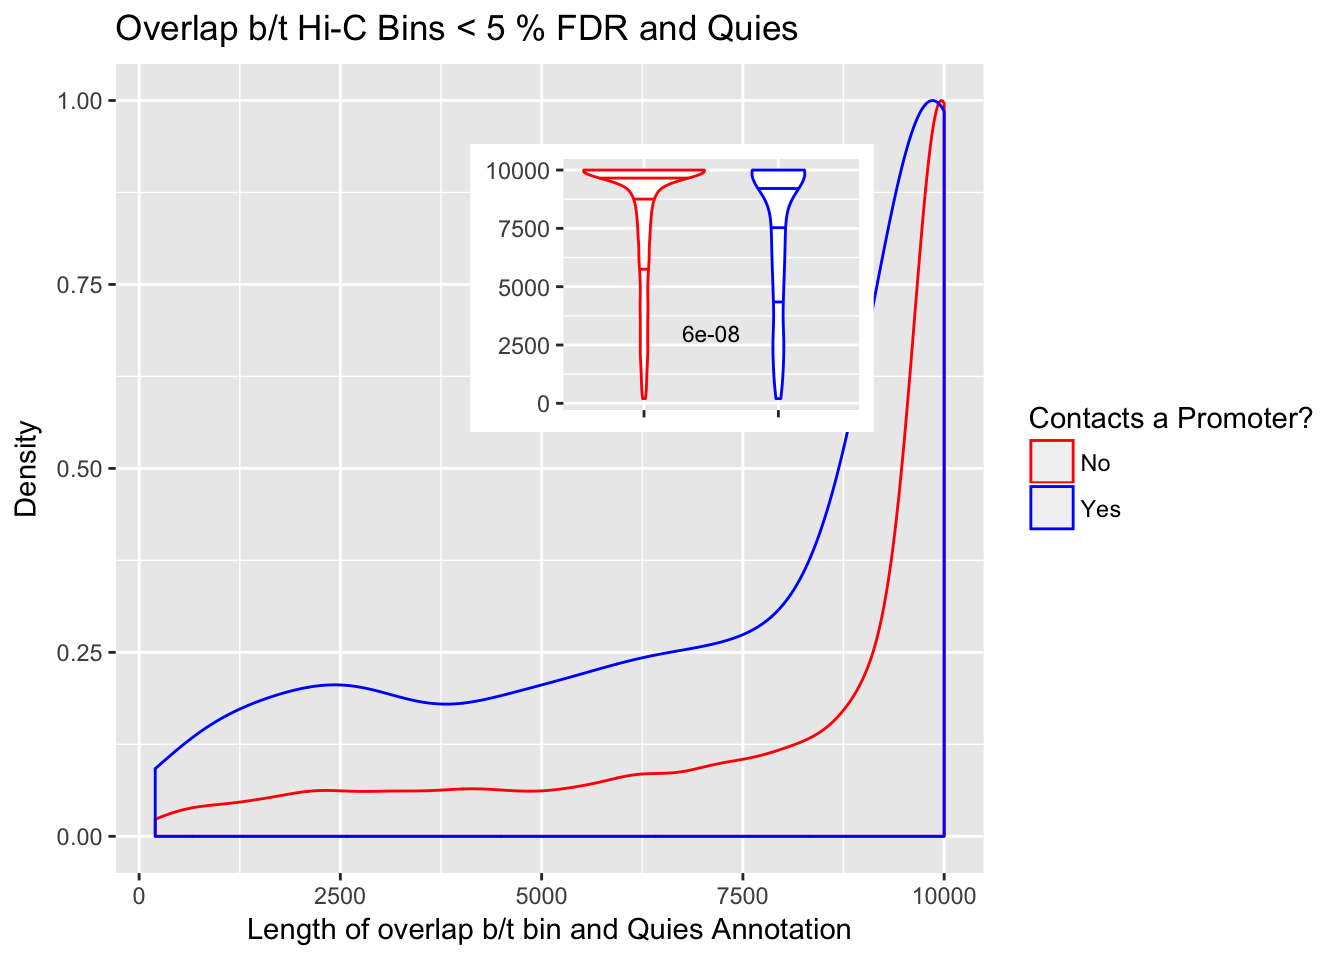 Overlap b/t Hi-C Bins < 5 % FDR and Quies
1.00
0.75
0.50
0.25
0.00
Density
10000
7500
5000
2500
0
6e-08
0
2500
5000
7500
10000
Length of overlap b/t bin and Quies Annotation
Contacts a Promoter?
No
Yes